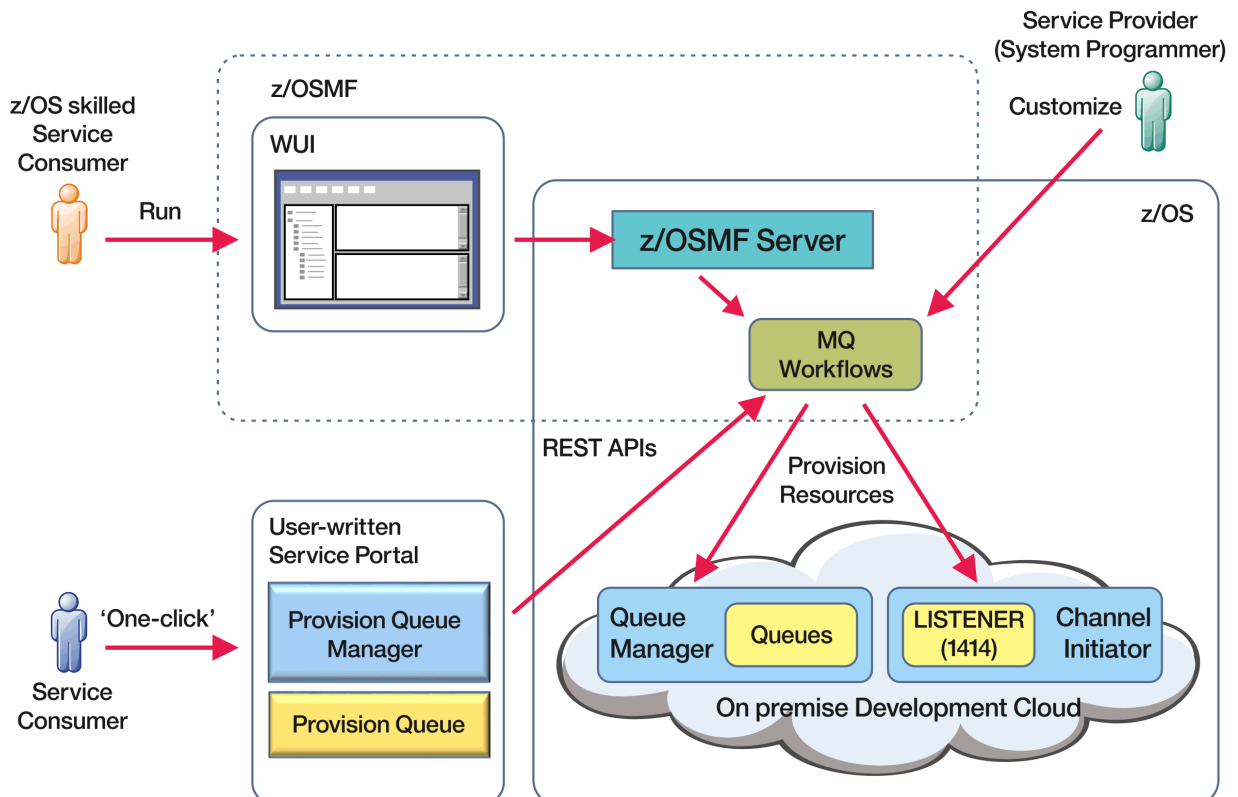 Service Provider
(System Programmer)
Customize
z/OSMF
z/OS skilled
Service
Consumer
WUI
Run
z/OS
z/OSMF Server
MQ
Workflows
REST APIs
Provision
Resources
User-written
Service Portal
Provision Queue
Manager
Provision Queue
'One-click'
Service
Consumer
Queue
Manager
Queues
LISTENER
(1414)
Channel
Initiator
On premise Development Cloud